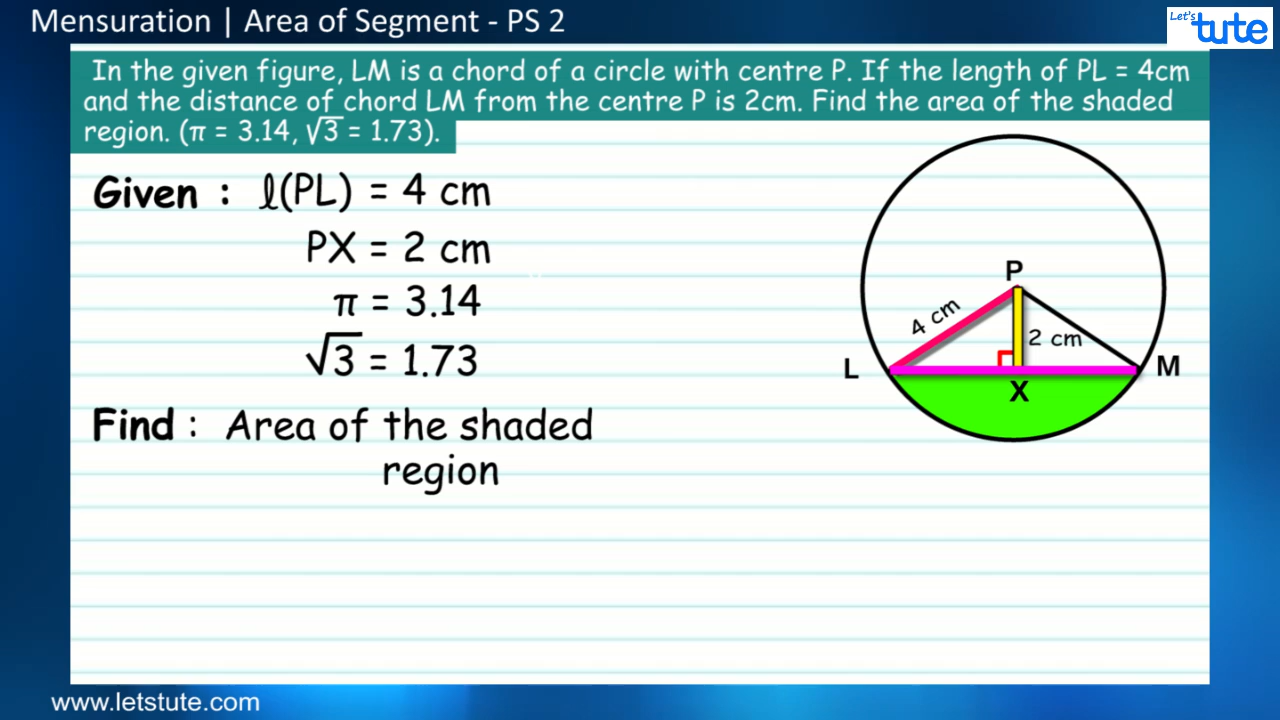 Mensuration | Area of Segment - PS 2
Let's tute
In the given figure, LM is a chord of a circle with centre P. If the length of PL = 4cm
and the distance of chord LM from the centre P is 2cm. Find the area of the shaded
region. (π = 3.14, √3 = 1.73).
Given : ℓ(PL) = 4 cm
PX = 2 cm
π = 3.14
√3 = 1.73
Find : Area of the shaded
region
P
4 cm
2 cm
L
M
X
www.letstute.com